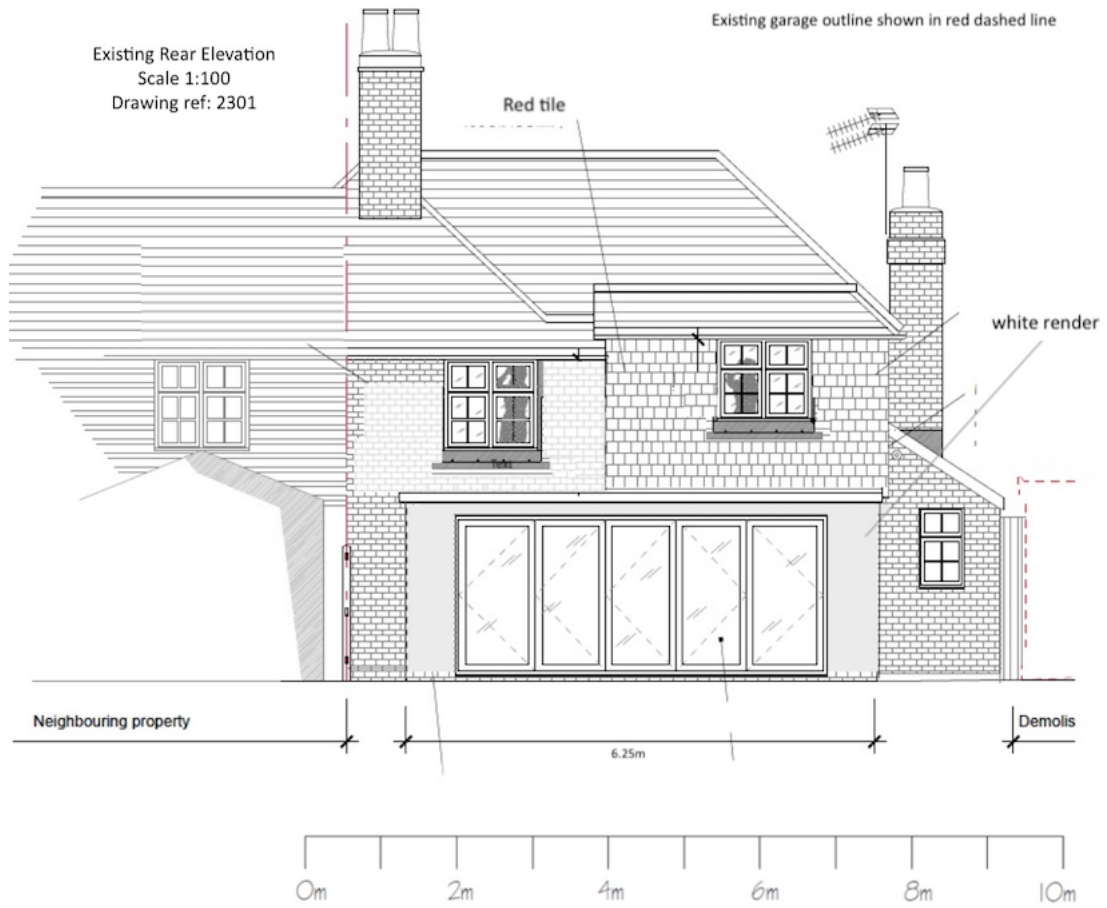 Existing garage outline shown in red dashed line
Existing Rear Elevation
Scale 1:100
Drawing ref: 2301
Red tile
white render
Text
Neighbouring property
Demolis
6.25m
0m 2m 4m 6m 8m 10m